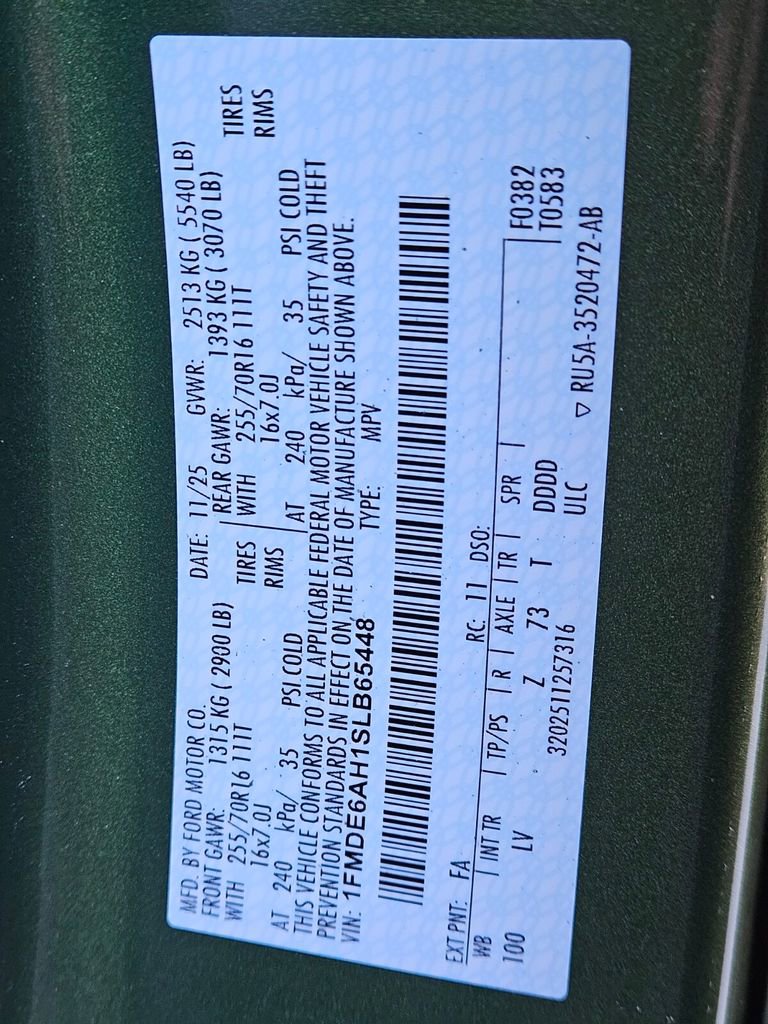 MFD. BY FORD MOTOR CO. DATE: 11/25 GVWR: 2513 KG ( 5540 LB)
FRONT GAWR: 1315 KG ( 2900 LB) REAR GAWR: 1393 KG ( 3070 LB)
WITH 255/70R16 111T TIRES WITH 255/70R16 111T TIRES
16x7.0J RIMS 16x7.0J RIMS
AT 240 kPa/ 35 PSI COLD AT 240 kPa/ 35 PSI COLD
THIS VEHICLE CONFORMS TO ALL APPLICABLE FEDERAL MOTOR VEHICLE SAFETY AND THEFT
PREVENTION STANDARDS IN EFFECT ON THE DATE OF MANUFACTURE SHOWN ABOVE.
VIN: 1FMDE6AH1SLB65448 TYPE: MPV
EXT PNT: FA RC: 11 DSO:
WB INT TR TP/PS R AXLE TR SPR F0382
100 LV Z 73 T DDDD T0583
3202511257316 ULC
▽ RU5A-3520472-AB